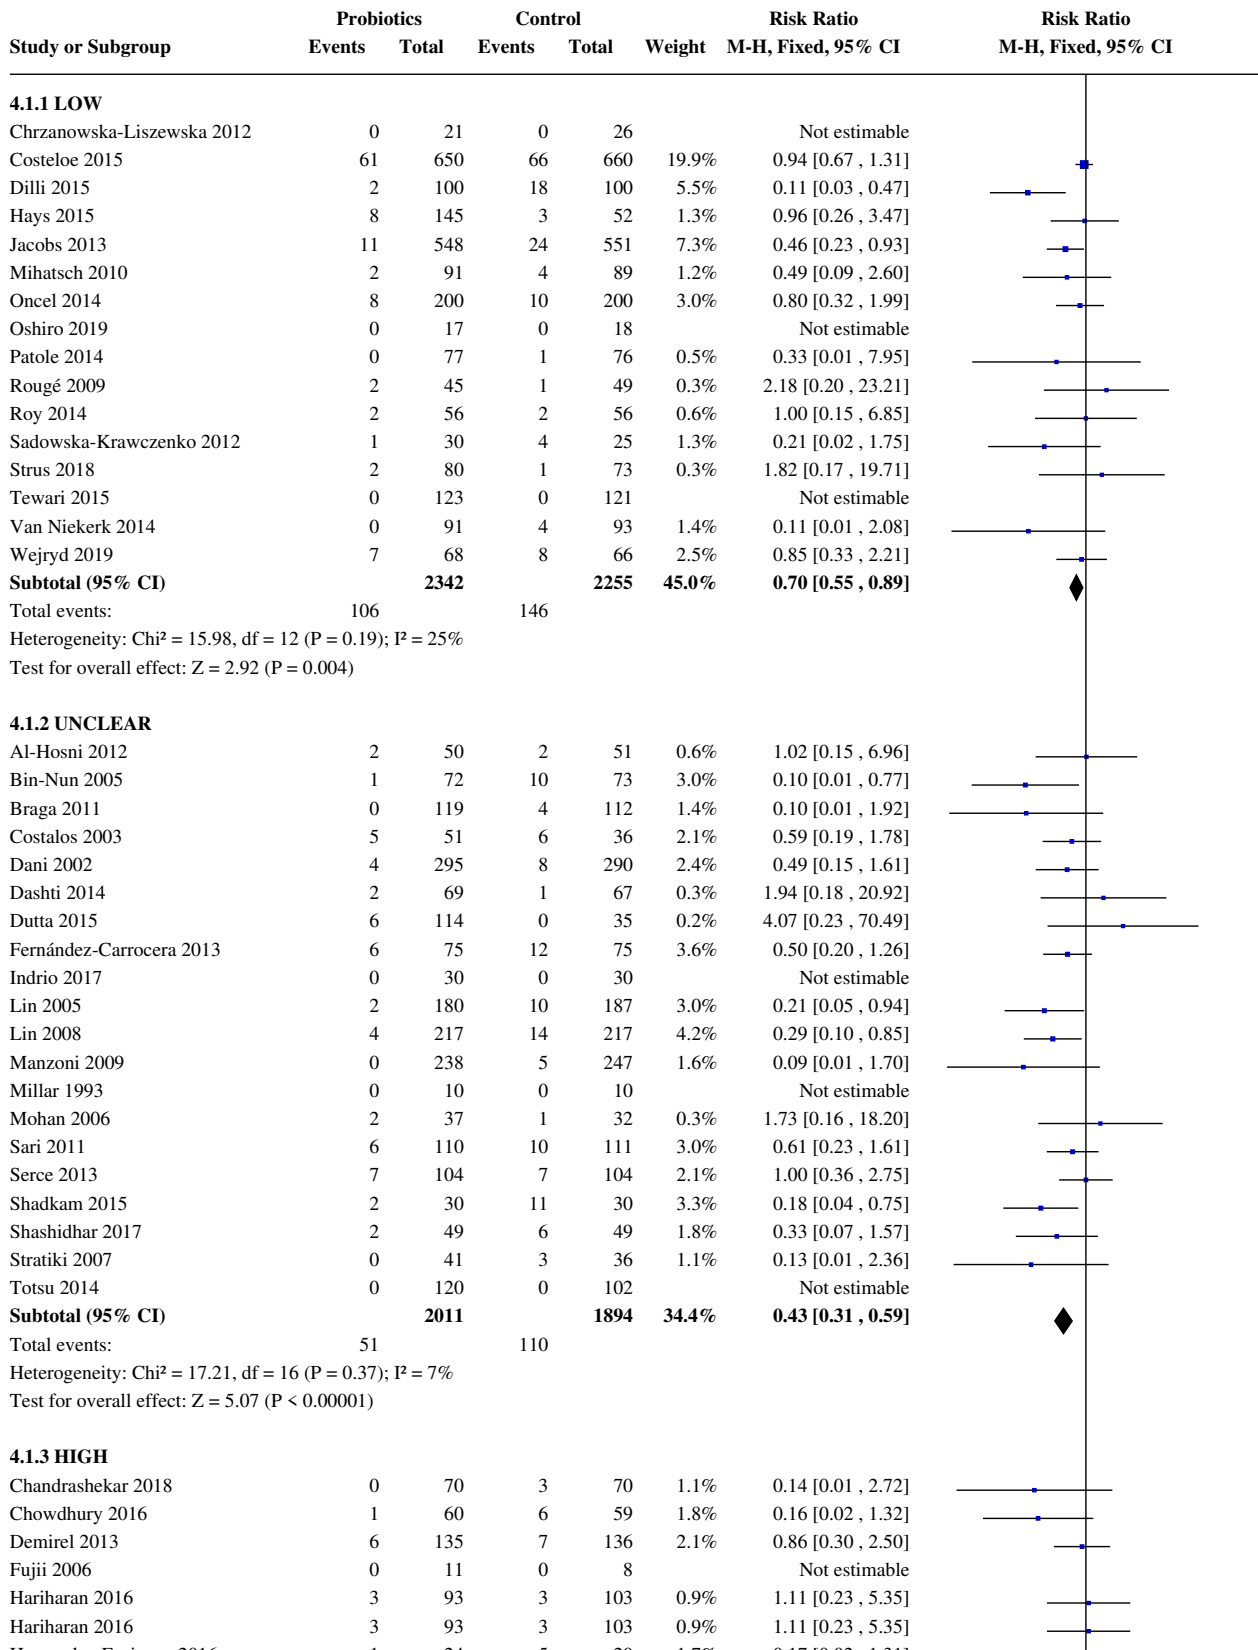 Probiotics Control Risk Ratio Risk Ratio
Study or Subgroup Events Total Events Total Weight M-H, Fixed, 95% CI M-H, Fixed, 95% CI
4.1.1 LOW
Chrzanowska-Liszewska 2012 0 21 0 26 Not estimable
Costeloe 2015 61 650 66 660 19.9% 0.94 [0.67 , 1.31]
Dilli 2015 2 100 18 100 5.5% 0.11 [0.03 , 0.47]
Hays 2015 8 145 3 52 1.3% 0.96 [0.26 , 3.47]
Jacobs 2013 11 548 24 551 7.3% 0.46 [0.23 , 0.93]
Mihatsch 2010 2 91 4 89 1.2% 0.49 [0.09 , 2.60]
Oncel 2014 8 200 10 200 3.0% 0.80 [0.32 , 1.99]
Oshiro 2019 0 17 0 18 Not estimable
Patole 2014 0 77 1 76 0.5% 0.33 [0.01 , 7.95]
Rougé 2009 2 45 1 49 0.3% 2.18 [0.20 , 23.21]
Roy 2014 2 56 2 56 0.6% 1.00 [0.15 , 6.85]
Sadowska-Krawczenko 2012 1 30 4 25 1.3% 0.21 [0.02 , 1.75]
Strus 2018 2 80 1 73 0.3% 1.82 [0.17 , 19.71]
Tewari 2015 0 123 0 121 Not estimable
Van Niekerk 2014 0 91 4 93 1.4% 0.11 [0.01 , 2.08]
Wejryd 2019 7 68 8 66 2.5% 0.85 [0.33 , 2.21]
Subtotal (95% CI) 2342 2255 45.0% 0.70 [0.55 , 0.89]
Total events: 106 146
Heterogeneity: Chi² = 15.98, df = 12 (P = 0.19); I² = 25%
Test for overall effect: Z = 2.92 (P = 0.004)
4.1.2 UNCLEAR
Al-Hosni 2012 2 50 2 51 0.6% 1.02 [0.15 , 6.96]
Bin-Nun 2005 1 72 10 73 3.0% 0.10 [0.01 , 0.77]
Braga 2011 0 119 4 112 1.4% 0.10 [0.01 , 1.92]
Costalos 2003 5 51 6 36 2.1% 0.59 [0.19 , 1.78]
Dani 2002 4 295 8 290 2.4% 0.49 [0.15 , 1.61]
Dashti 2014 2 69 1 67 0.3% 1.94 [0.18 , 20.92]
Dutta 2015 6 114 0 35 0.2% 4.07 [0.23 , 70.49]
Fernández-Carrocera 2013 6 75 12 75 3.6% 0.50 [0.20 , 1.26]
Indrio 2017 0 30 0 30 Not estimable
Lin 2005 2 180 10 187 3.0% 0.21 [0.05 , 0.94]
Lin 2008 4 217 14 217 4.2% 0.29 [0.10 , 0.85]
Manzoni 2009 0 238 5 247 1.6% 0.09 [0.01 , 1.70]
Millar 1993 0 10 0 10 Not estimable
Mohan 2006 2 37 1 32 0.3% 1.73 [0.16 , 18.20]
Sari 2011 6 110 10 111 3.0% 0.61 [0.23 , 1.61]
Serce 2013 7 104 7 104 2.1% 1.00 [0.36 , 2.75]
Shadkam 2015 2 30 11 30 3.3% 0.18 [0.04 , 0.75]
Shashidhar 2017 2 49 6 49 1.8% 0.33 [0.07 , 1.57]
Stratiki 2007 0 41 3 36 1.1% 0.13 [0.01 , 2.36]
Totsu 2014 0 120 0 102 Not estimable
Subtotal (95% CI) 2011 1894 34.4% 0.43 [0.31 , 0.59]
Total events: 51 110
Heterogeneity: Chi² = 17.21, df = 16 (P = 0.37); I² = 7%
Test for overall effect: Z = 5.07 (P < 0.00001)
4.1.3 HIGH
Chandrashekar 2018 0 70 3 70 1.1% 0.14 [0.01 , 2.72]
Chowdhury 2016 1 60 6 59 1.8% 0.16 [0.02 , 1.32]
Demirel 2013 6 135 7 136 2.1% 0.86 [0.30 , 2.50]
Fujii 2006 0 11 0 8 Not estimable
Hariharan 2016 3 93 3 103 0.9% 1.11 [0.23 , 5.35]
Hariharan 2016 3 93 3 103 0.9% 1.11 [0.23 , 5.35]